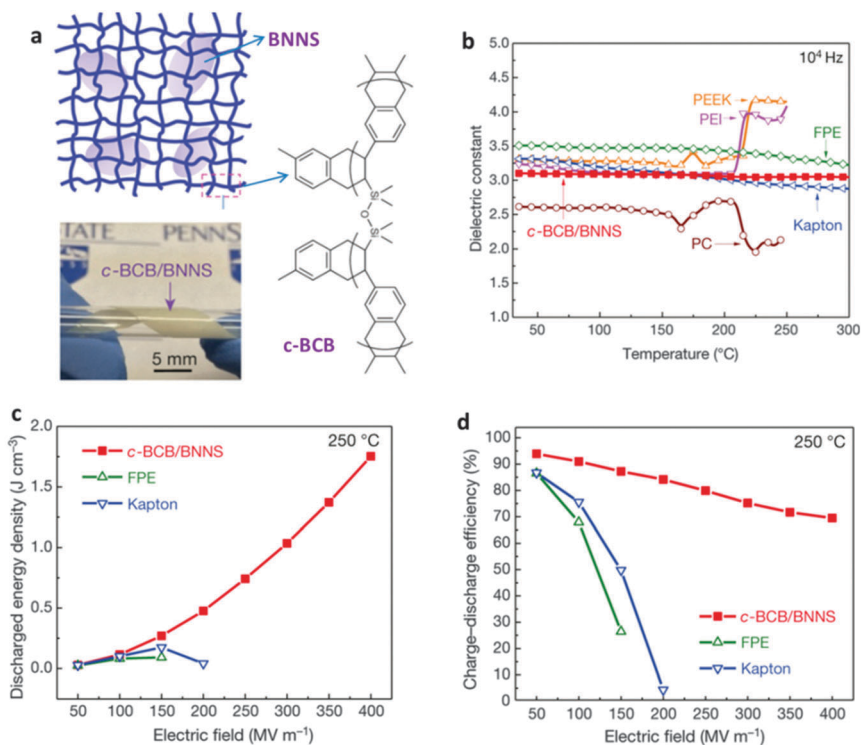 a
BNNS
TATE PENNS
c-BCB/BNNS
5 mm
Si
O
Si
c-BCB
b
10⁴ Hz
Dielectric constant
5.0
4.5
4.0
3.5
3.0
2.5
2.0
1.5
1.0
PEEK
PEI
FPE
c-BCB/BNNS
Kapton
PC
50 100 150 200 250 300
Temperature (°C)
c
250 °C
c-BCB/BNNS
FPE
Kapton
Discharged energy density (J cm⁻³)
2.0
1.5
1.0
0.5
0.0
50 100 150 200 250 300 350 400
Electric field (MV m⁻¹)
d
250 °C
Charge–discharge efficiency (%)
100
90
80
70
60
50
40
30
20
10
0
c-BCB/BNNS
FPE
Kapton
50 100 150 200 250 300 350 400
Electric field (MV m⁻¹)